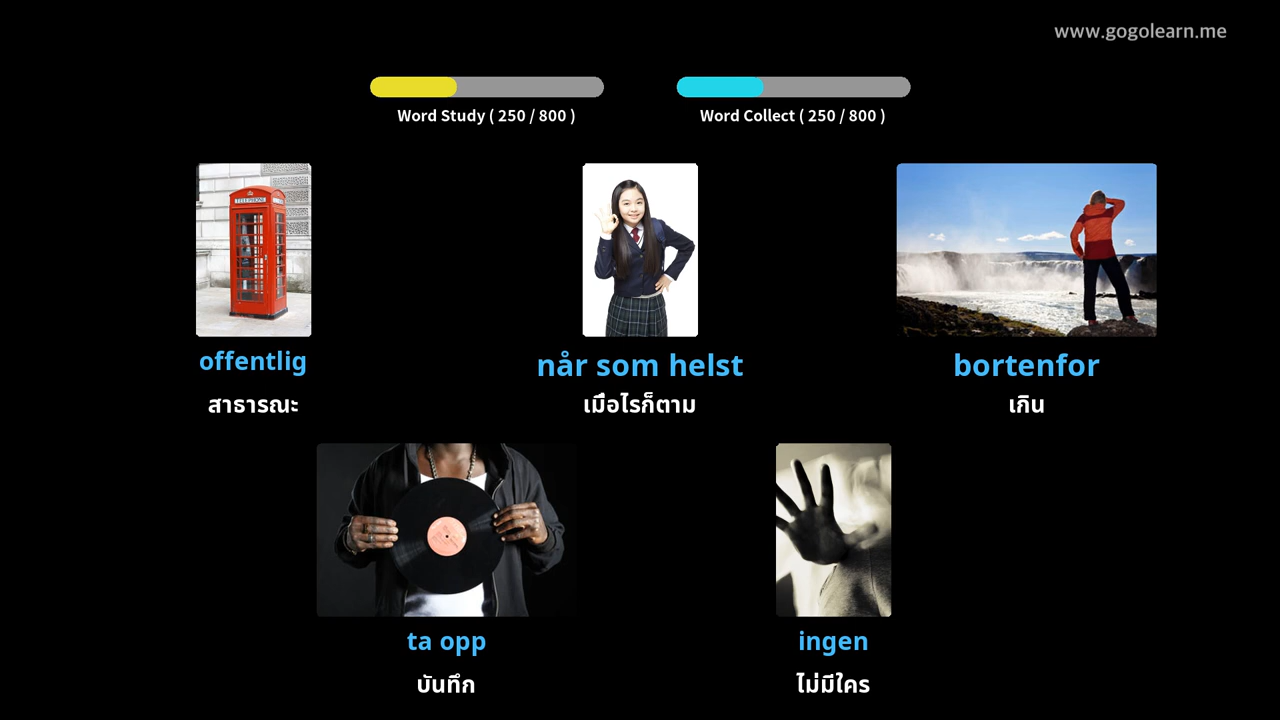 www.gogolearn.me
Word Study ( 250 / 800 )
Word Collect ( 250 / 800 )
TELEPHONE
offentlig
når som helst
bortenfor
สาธารณะ
เมื่อไรก็ตาม
เกิน
ta opp
ingen
บันทึก
ไม่มีใคร